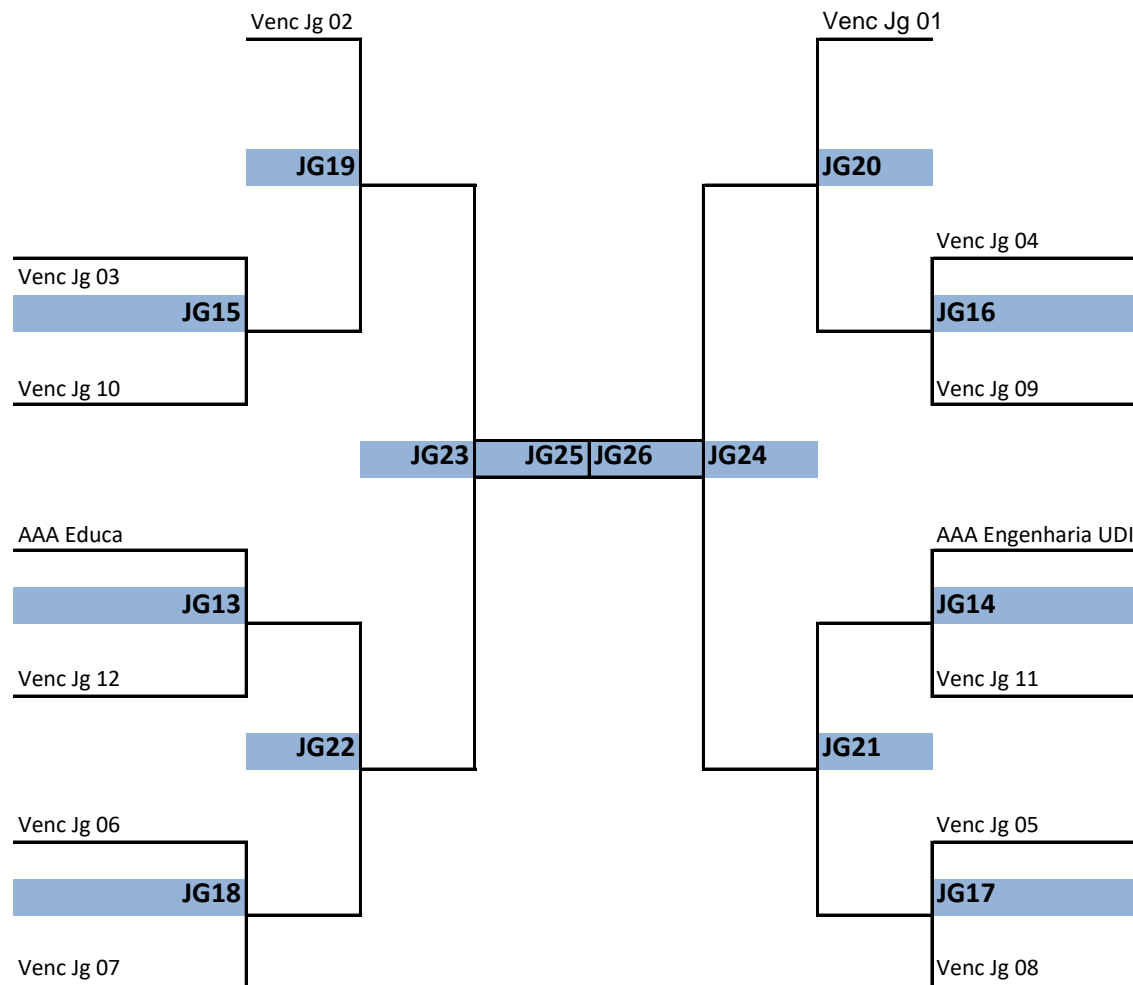 Venc Jg 02
Venc Jg 01
JG19
JG20
Venc Jg 04
Venc Jg 03
JG15
JG16
Venc Jg 10
Venc Jg 09
JG23
JG25
JG26
JG24
AAA Educa
AAA Engenharia UDI
JG13
JG14
Venc Jg 12
Venc Jg 11
JG22
JG21
Venc Jg 06
Venc Jg 05
JG18
JG17
Venc Jg 07
Venc Jg 08